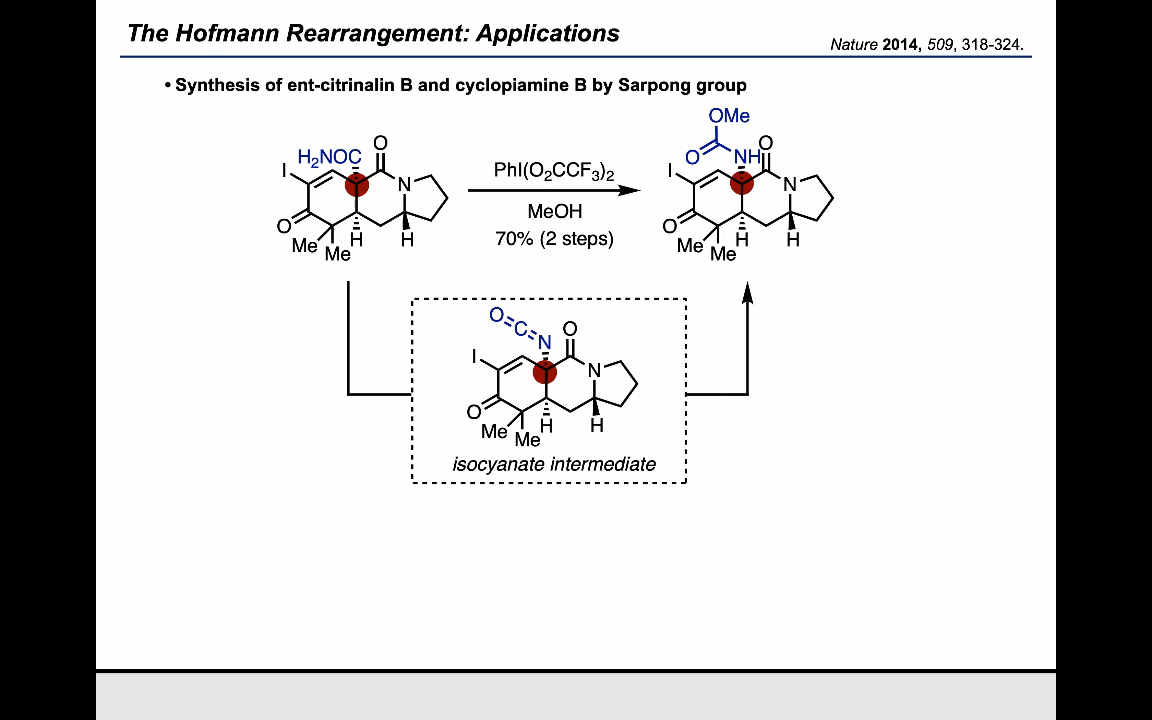 The Hofmann Rearrangement: Applications
Nature 2014, 509, 318-324.
• Synthesis of ent-citrinalin B and cyclopiamine B by Sarpong group
H₂NOC
O
I
N
O
Me
Me
H
H
PhI(O₂CCF₃)₂
MeOH
70% (2 steps)
OMe
O
NH
O
I
N
O
Me
Me
H
H
O
C
N
O
I
N
O
Me
Me
H
H
isocyanate intermediate